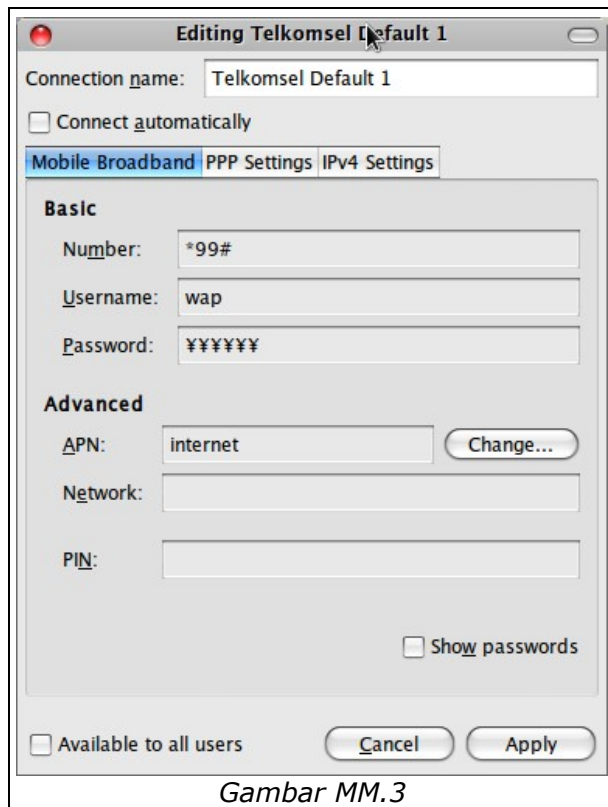 Editing Telkomsel Default 1
Connection name: Telkomsel Default 1
Connect automatically
Mobile Broadband PPP Settings IPv4 Settings
Basic
Number: *99#
Username: wap
Password: ¥¥¥¥¥¥
Advanced
APN: internet Change...
Network:
PIN:
Show passwords
Available to all users Cancel Apply
Gambar MM.3